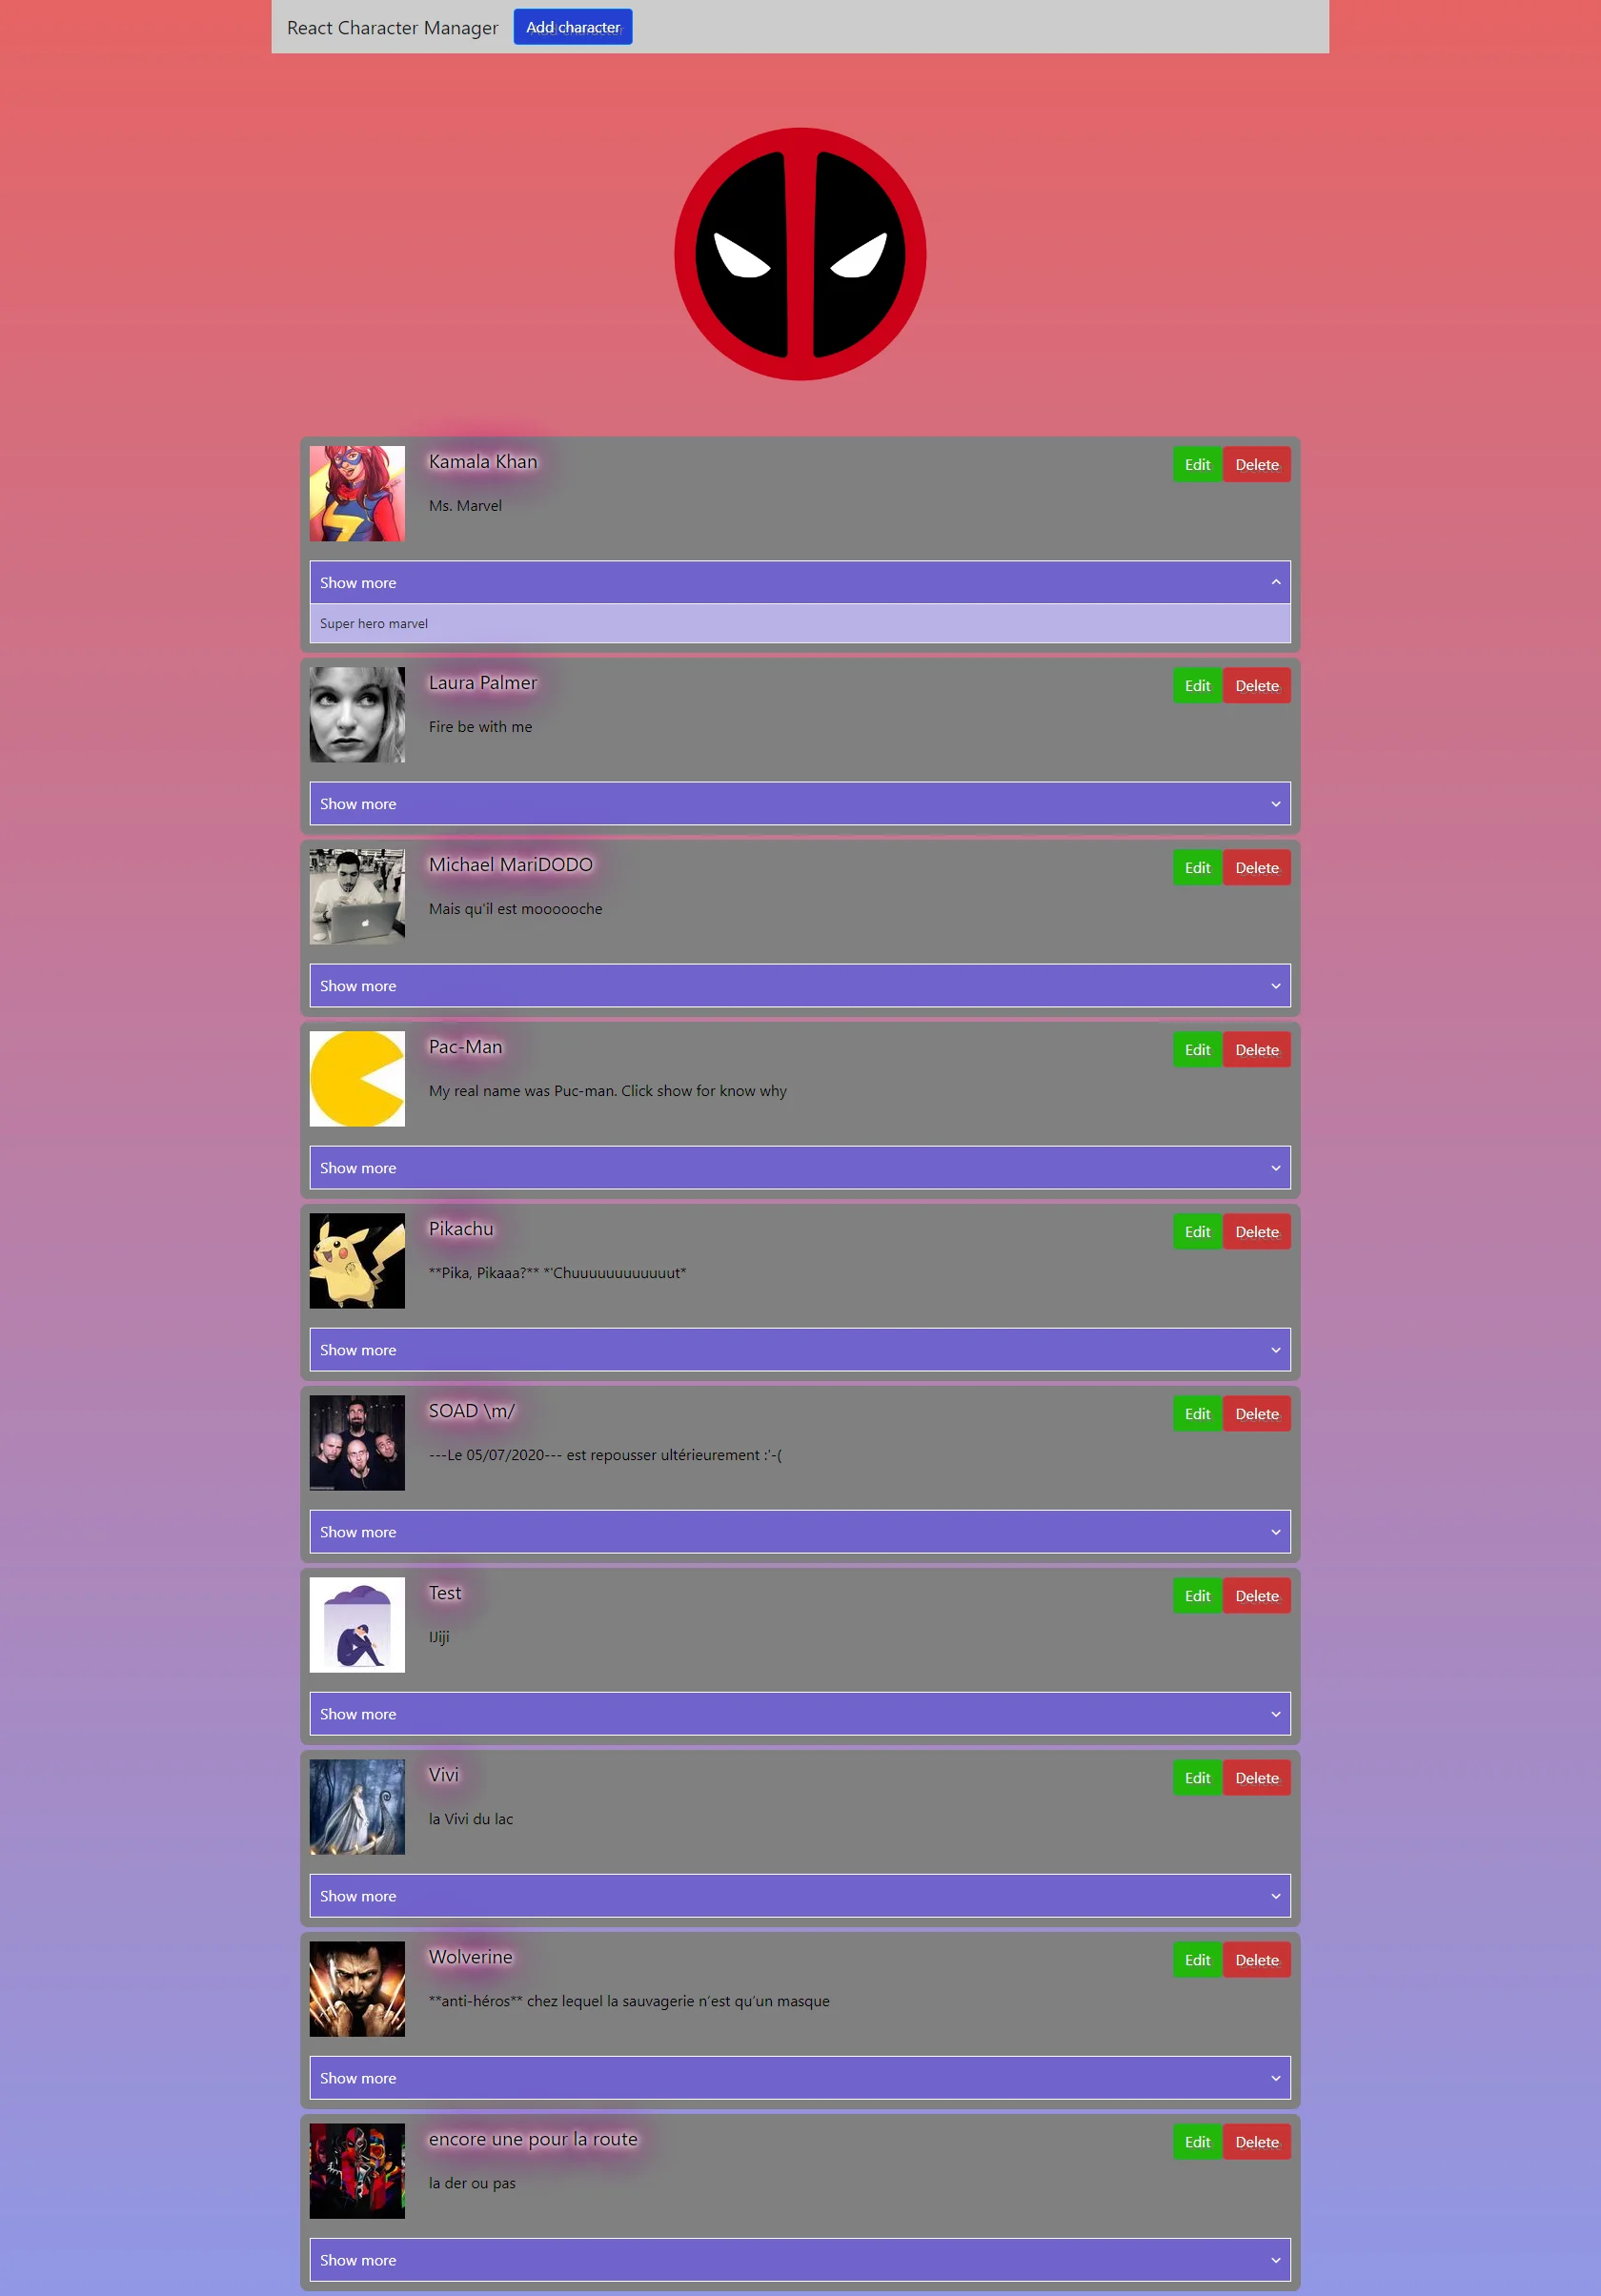 React Character Manager
Add character
Kamala Khan
Edit
Delete
Ms. Marvel
Show more
Super hero marvel
Laura Palmer
Edit
Delete
Fire be with me
Show more
Michael MariDODO
Edit
Delete
Mais qu'il est moooooche
Show more
Pac-Man
Edit
Delete
My real name was Puc-man. Click show for know why
Show more
Pikachu
Edit
Delete
**Pika, Pikaaa?** *'Chuuuuuuuuuuuut*
Show more
SOAD \m/
Edit
Delete
---Le 05/07/2020--- est repousser ultérieurement :'-(
Show more
Test
Edit
Delete
Show more
Vivi
Edit
Delete
la Vivi du lac
Show more
Wolverine
Edit
Delete
**anti-héros** chez lequel la sauvagerie n’est qu’un masque
Show more
encore une pour la route
Edit
Delete
la der ou pas
Show more